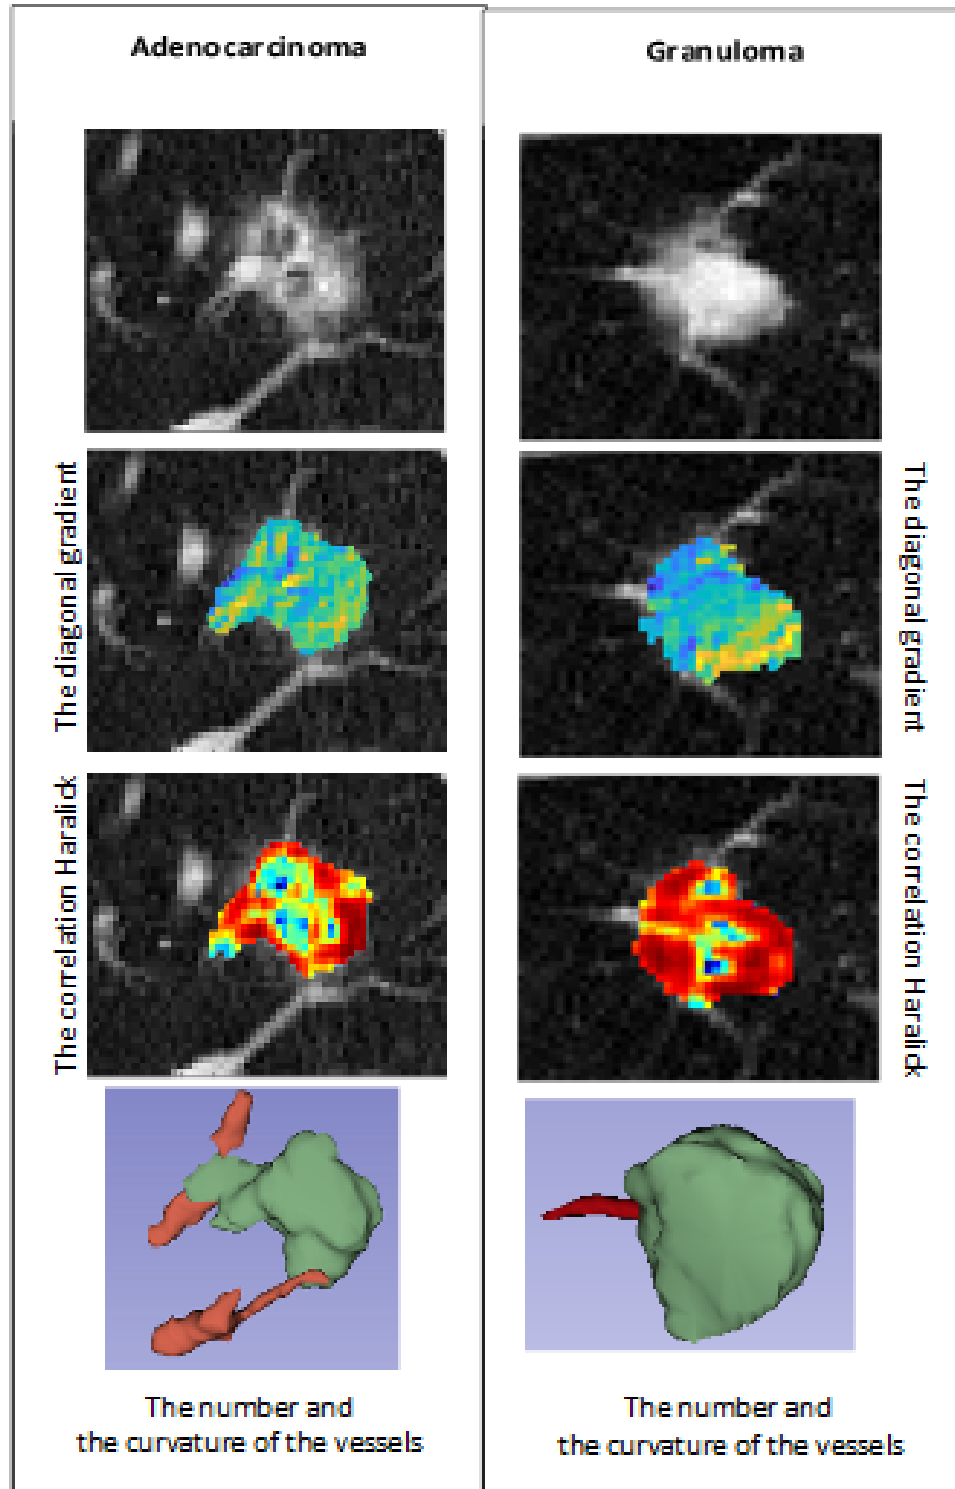 Adenocarcinoma
The diagonal gradient
The correlation Haralick
The number and
the curvature of the vessels
Granuloma
The diagonal gradient
The correlation Haralick
The number and
the curvature of the vessels